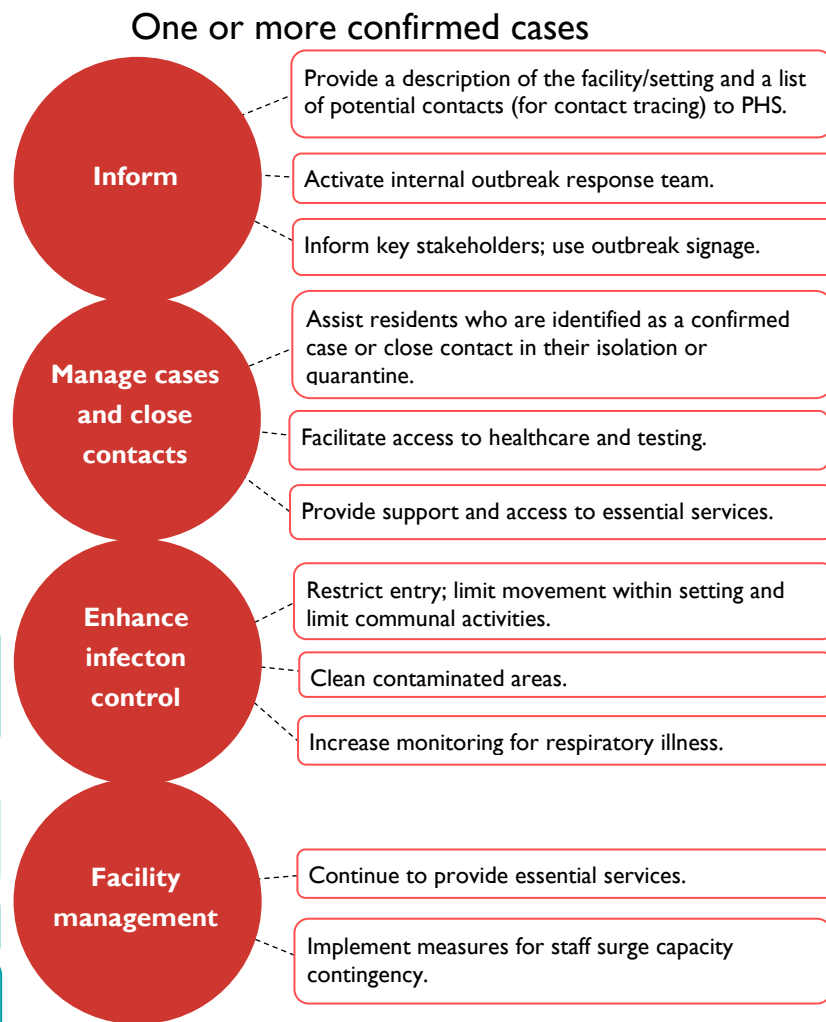 One or more confirmed cases
Inform
Provide a description of the facility/setting and a list
of potential contacts (for contact tracing) to PHS.
Activate internal outbreak response team.
Inform key stakeholders; use outbreak signage.
Manage cases
and close
contacts
Assist residents who are identified as a confirmed
case or close contact in their isolation or
quarantine.
Facilitate access to healthcare and testing.
Provide support and access to essential services.
Enhance
infecton
control
Restrict entry; limit movement within setting and
limit communal activities.
Clean contaminated areas.
Increase monitoring for respiratory illness.
Facility
management
Continue to provide essential services.
Implement measures for staff surge capacity
contingency.